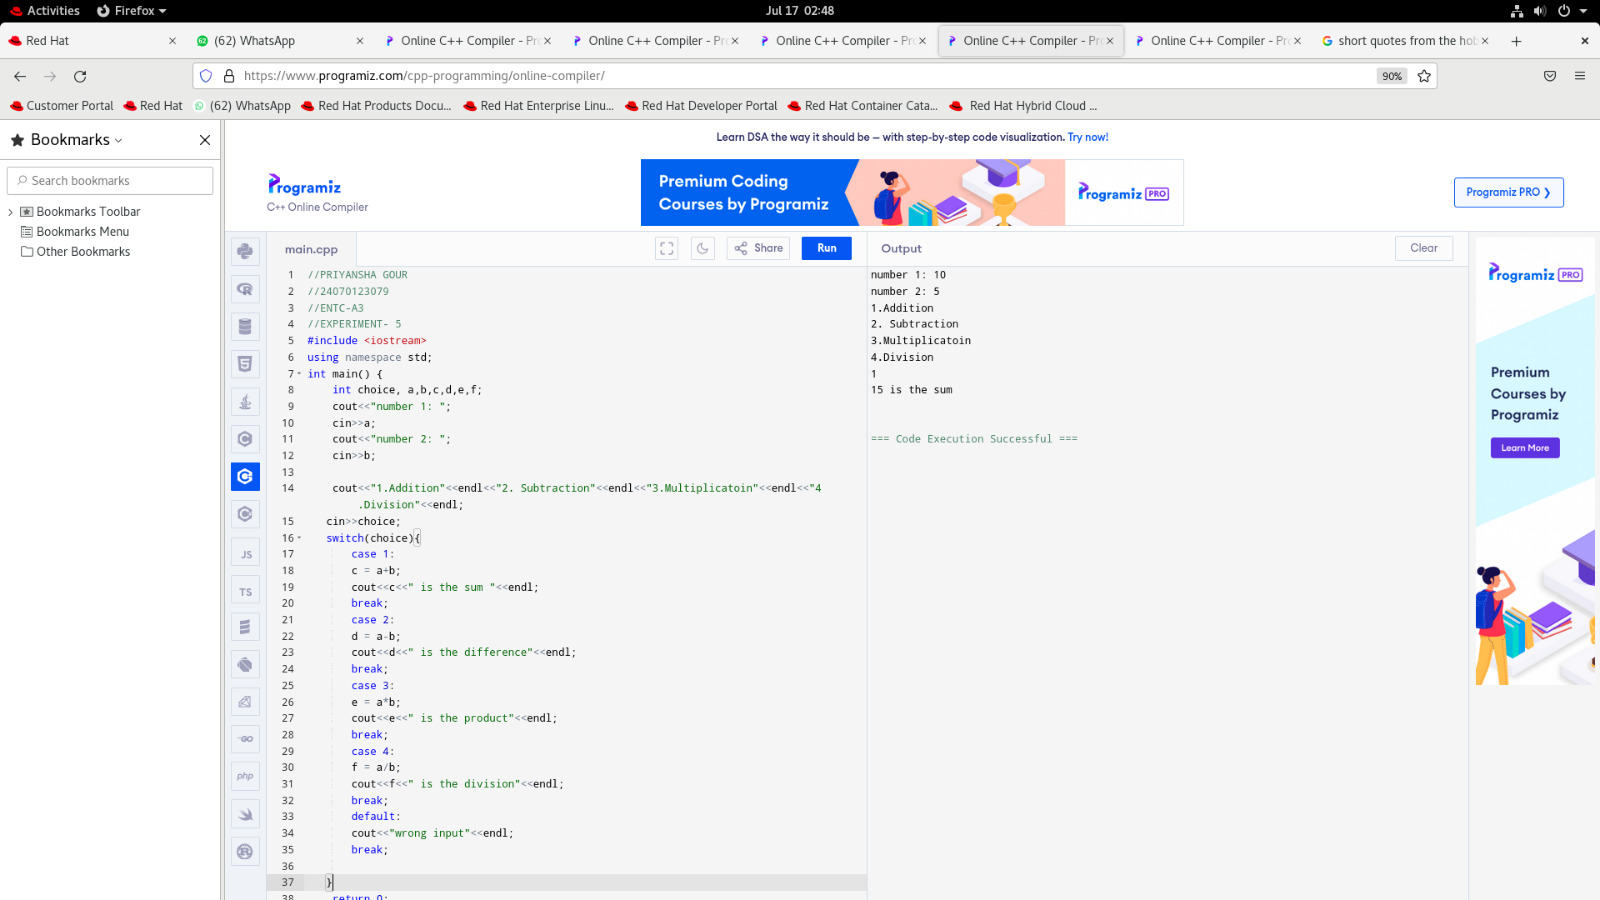 Activities Firefox Jul 17 02:48
Red Hat (62) WhatsApp Online C++ Compiler - Pr Online C++ Compiler - Pr Online C++ Compiler - Pr Online C++ Compiler - Pr Online C++ Compiler - Pr short quotes from the hob
https://www.programiz.com/cpp-programming/online-compiler/ 90%
Customer Portal Red Hat (62) WhatsApp Red Hat Products Docu... Red Hat Enterprise Linu... Red Hat Developer Portal Red Hat Container Cata... Red Hat Hybrid Cloud ...
Bookmarks
Search bookmarks
Bookmarks Toolbar
Bookmarks Menu
Other Bookmarks
Learn DSA the way it should be — with step-by-step code visualization. Try now!
Programiz
C++ Online Compiler
Premium Coding
Courses by Programiz
Programiz PRO
Programiz PRO ❯
main.cpp Share Run
1 //PRIYANSHA GOUR
2 //24070123079
3 //ENTC-A3
4 //EXPERIMENT- 5
5 #include <iostream>
6 using namespace std;
7 int main() {
8 int choice, a,b,c,d,e,f;
9 cout<<"number 1: ";
10 cin>>a;
11 cout<<"number 2: ";
12 cin>>b;
13
14 cout<<"1.Addition"<<endl<<"2. Subtraction"<<endl<<"3.Multiplicatoin"<<endl<<"4
.Division"<<endl;
15 cin>>choice;
16 switch(choice){
17 case 1:
18 c = a+b;
19 cout<<c<<" is the sum "<<endl;
20 break;
21 case 2:
22 d = a-b;
23 cout<<d<<" is the difference"<<endl;
24 break;
25 case 3:
26 e = a*b;
27 cout<<e<<" is the product"<<endl;
28 break;
29 case 4:
30 f = a/b;
31 cout<<f<<" is the division"<<endl;
32 break;
33 default:
34 cout<<"wrong input"<<endl;
35 break;
36
37 }
38 return 0;
JS
TS
GO
php
Output Clear
number 1: 10
number 2: 5
1.Addition
2. Subtraction
3.Multiplicatoin
4.Division
1
15 is the sum
=== Code Execution Successful ===
Programiz PRO
Premium
Courses by
Programiz
Learn More